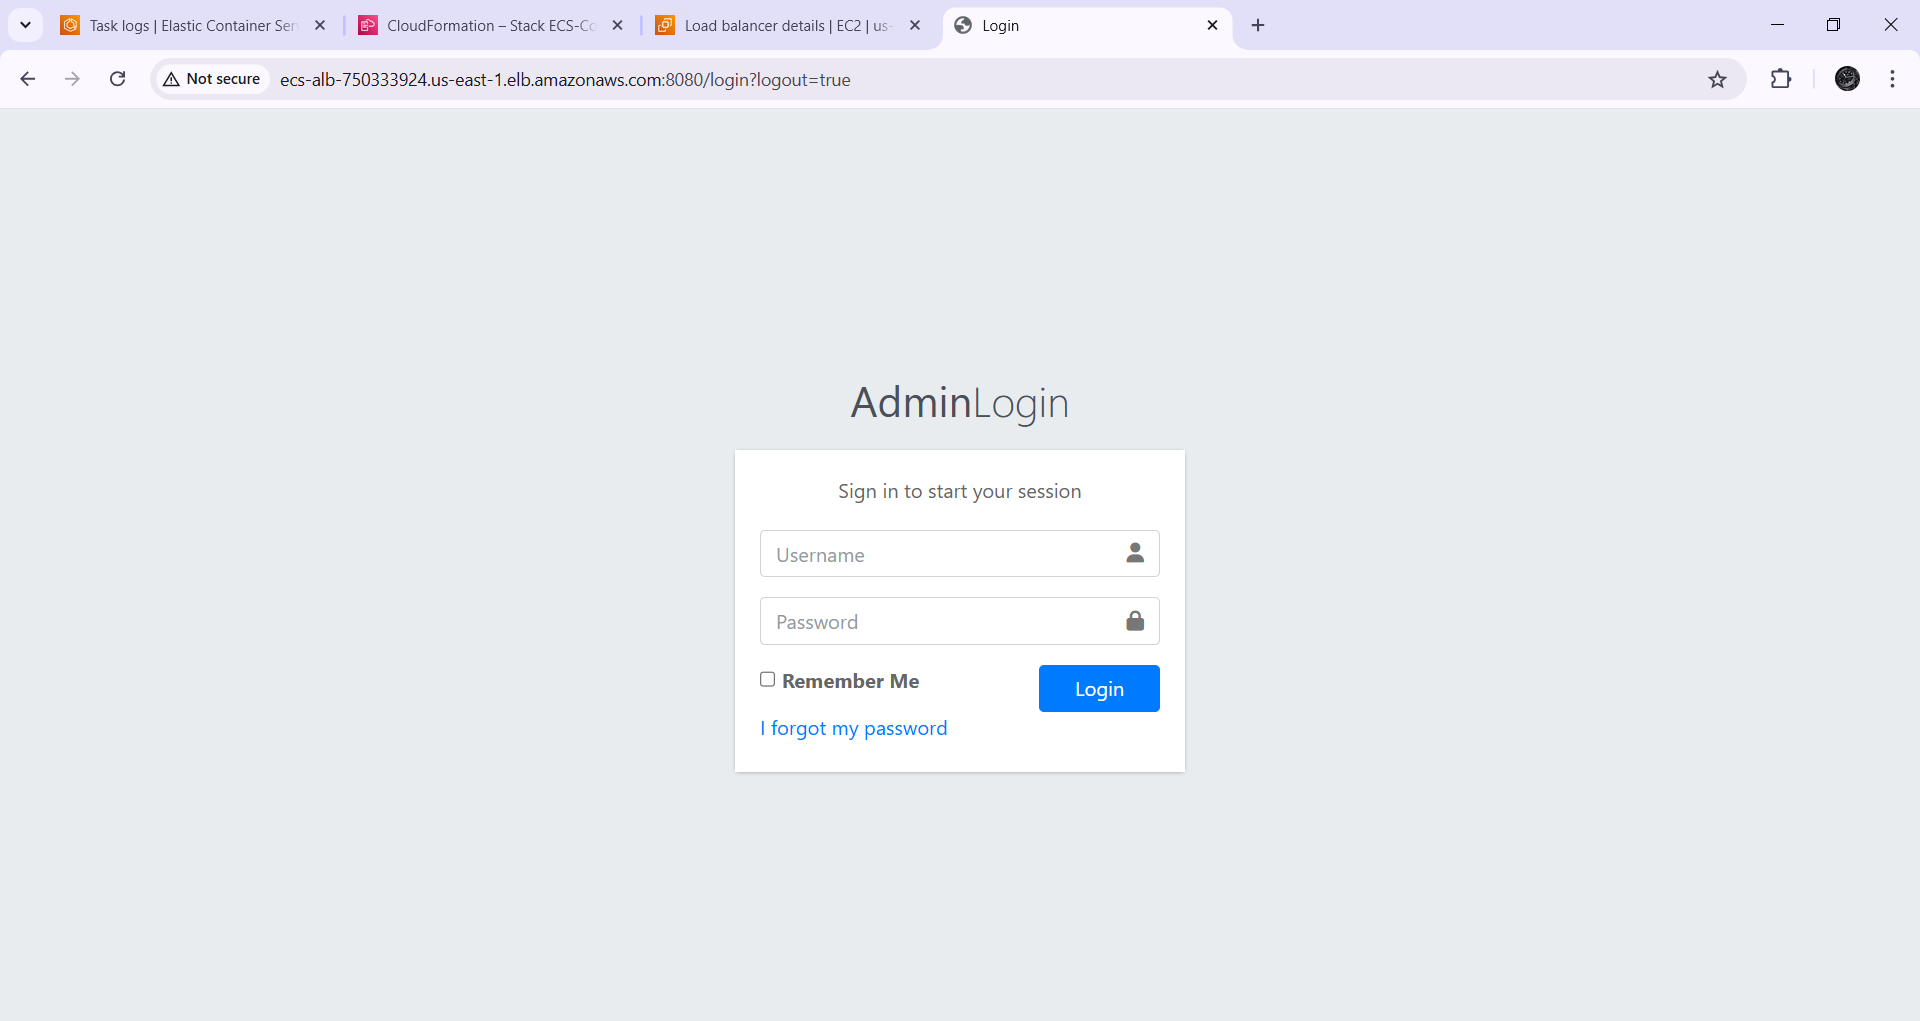 Task logs | Elastic Container Ser
CloudFormation – Stack ECS-Co
Load balancer details | EC2 | us-
Login
Not secure
ecs-alb-750333924.us-east-1.elb.amazonaws.com:8080/login?logout=true
AdminLogin
Sign in to start your session
Username
Password
Remember Me
Login
I forgot my password